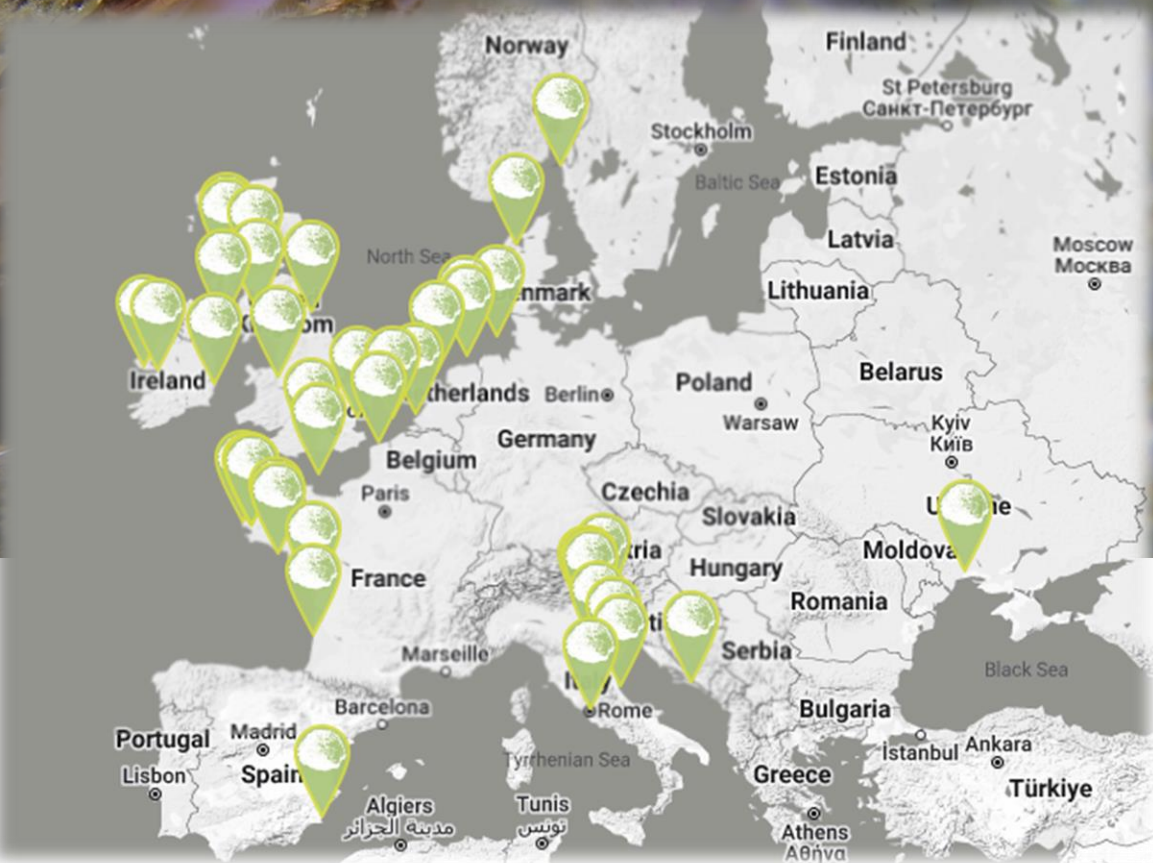 Norway
Finland
St Petersburg
Санкт-Петербург
Stockholm
Estonia
Baltic Sea
Latvia
Moscow
Москва
North Sea
Lithuania
Ireland
Belarus
Poland
Berlin
Warsaw
Germany
Kyiv
Київ
Belgium
Paris
Czechia
Slovakia
Moldova
France
Hungary
Romania
Marseille
Serbia
Black Sea
Barcelona
Rome
Bulgaria
Portugal
Madrid
İstanbul
Ankara
Tyrrhenian Sea
Lisbon
Spain
Greece
Türkiye
Algiers
مدينة الجزائر
Tunis
تونس
Athens
Αθήνα